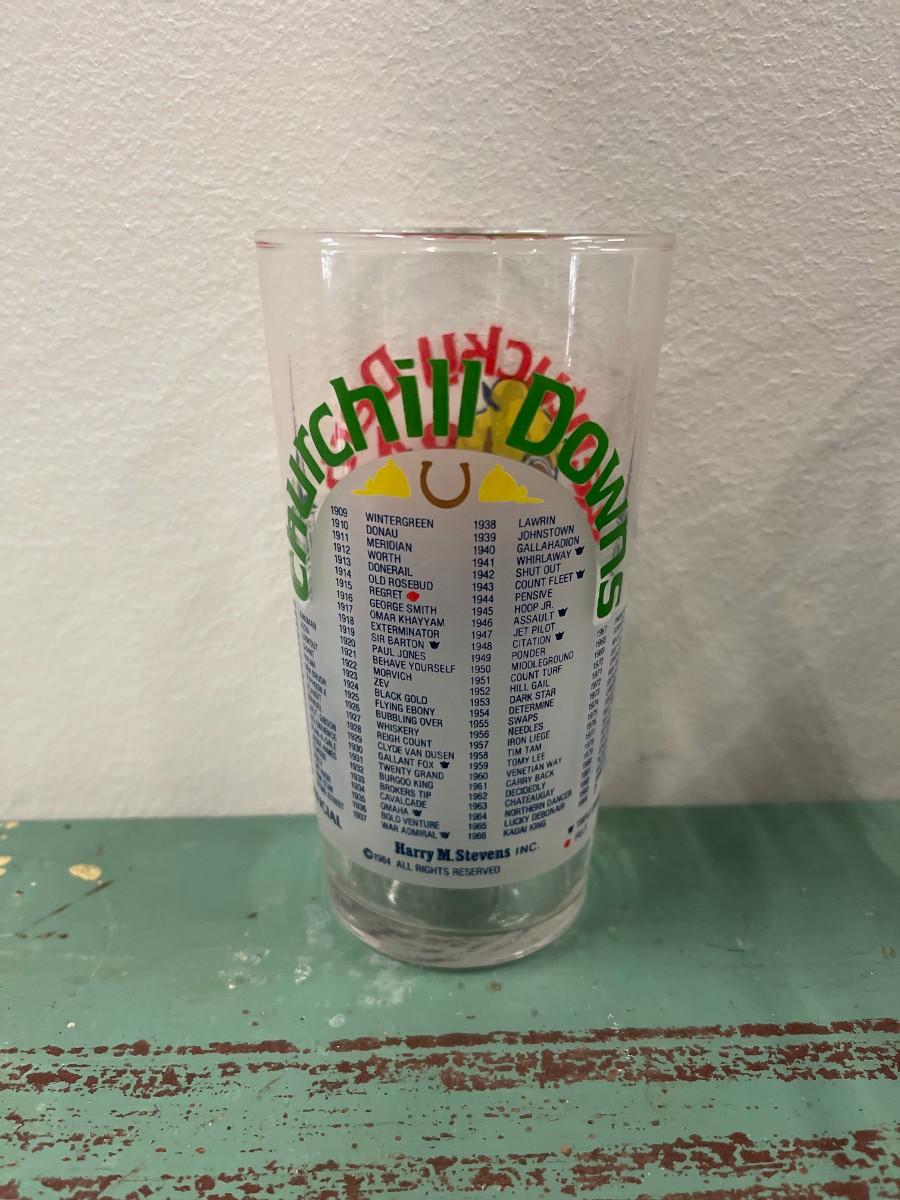 Churchill Downs
1909 WINTERGREEN
1910 DONAU
1911 MERIDIAN
1912 WORTH
1913 DONERAIL
1914 OLD ROSEBUD
1915 REGRET
1916 GEORGE SMITH
1917 OMAR KHAYYAM
1918 EXTERMINATOR
1919 SIR BARTON
1920 PAUL JONES
1921 BEHAVE YOURSELF
1922 MORVICH
1923 ZEV
1924 BLACK GOLD
1925 FLYING EBONY
1926 BUBBLING OVER
1927 WHISKERY
1928 REIGH COUNT
1929 CLYDE VAN DUSEN
1930 GALLANT FOX
1931 TWENTY GRAND
1932 BURGOO KING
1933 BROKERS TIP
1934 CAVALCADE
1935 OMAHA
1936 BOLD VENTURE
1937 WAR ADMIRAL
1938 LAWRIN
1939 JOHNSTOWN
1940 GALLAHADION
1941 WHIRLAWAY
1942 SHUT OUT
1943 COUNT FLEET
1944 PENSIVE
1945 HOOP JR.
1946 ASSAULT
1947 JET PILOT
1948 CITATION
1949 PONDER
1950 MIDDLEGROUND
1951 COUNT TURF
1952 HILL GAIL
1953 DARK STAR
1954 DETERMINE
1955 SWAPS
1956 NEEDLES
1957 IRON LIEGE
1958 TIM TAM
1959 TOMY LEE
1960 VENETIAN WAY
1961 CARRY BACK
1962 DECIDEDLY
1963 CHATEAUGAY
1964 NORTHERN DANCER
1965 LUCKY DEBONAIR
1966 KAUAI KING
1967
1968
1969
1970
1971
1972
1973
1974
Harry M. Stevens INC.
©1984 ALL RIGHTS RESERVED